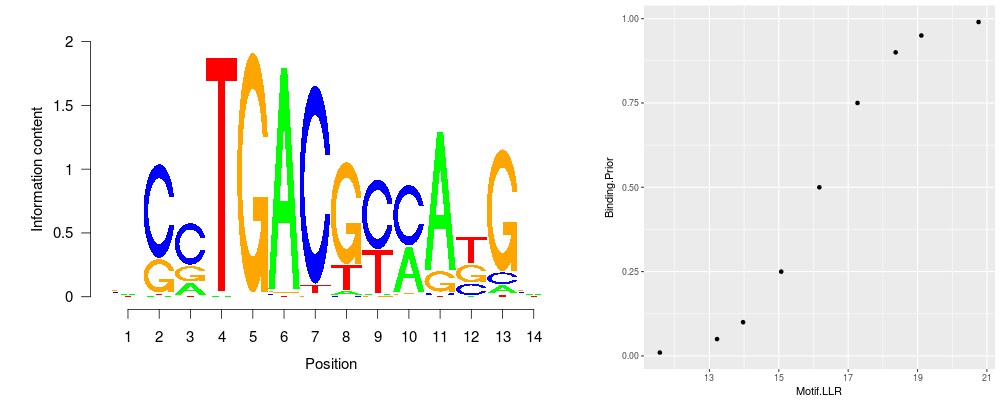 2
1.5
1
0.5
0
Information content
C C T G A C G C C A T G
G G A T T A G G C C A
1 2 3 4 5 6 7 8 9 10 11 12 13 14
Position
1.00
0.75
0.50
0.25
0.00
Binding.Prior
13 15 17 19 21
Motif.LLR